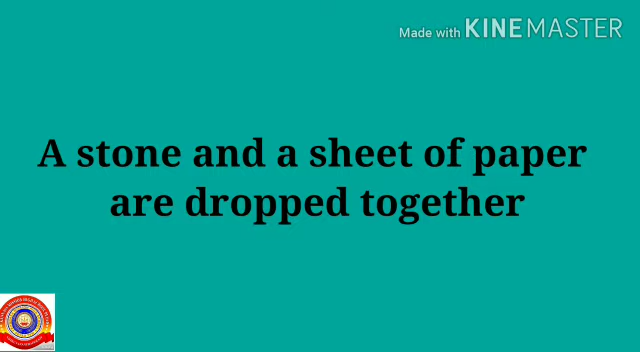 Made with KINEMASTER
A stone and a sheet of paper
are dropped together